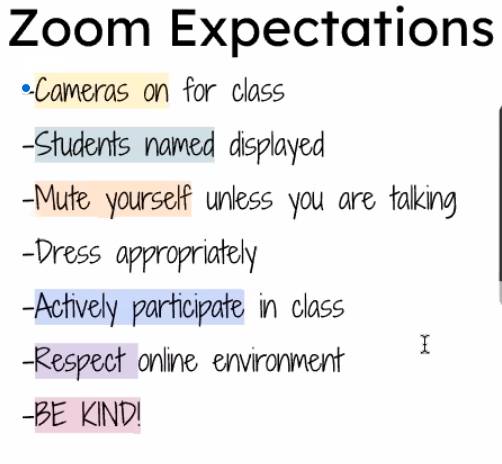 Zoom Expectations
-Cameras on for class
-Students named displayed
-Mute yourself unless you are talking
-Dress appropriately
-Actively participate in class
-Respect online environment
-BE KIND!